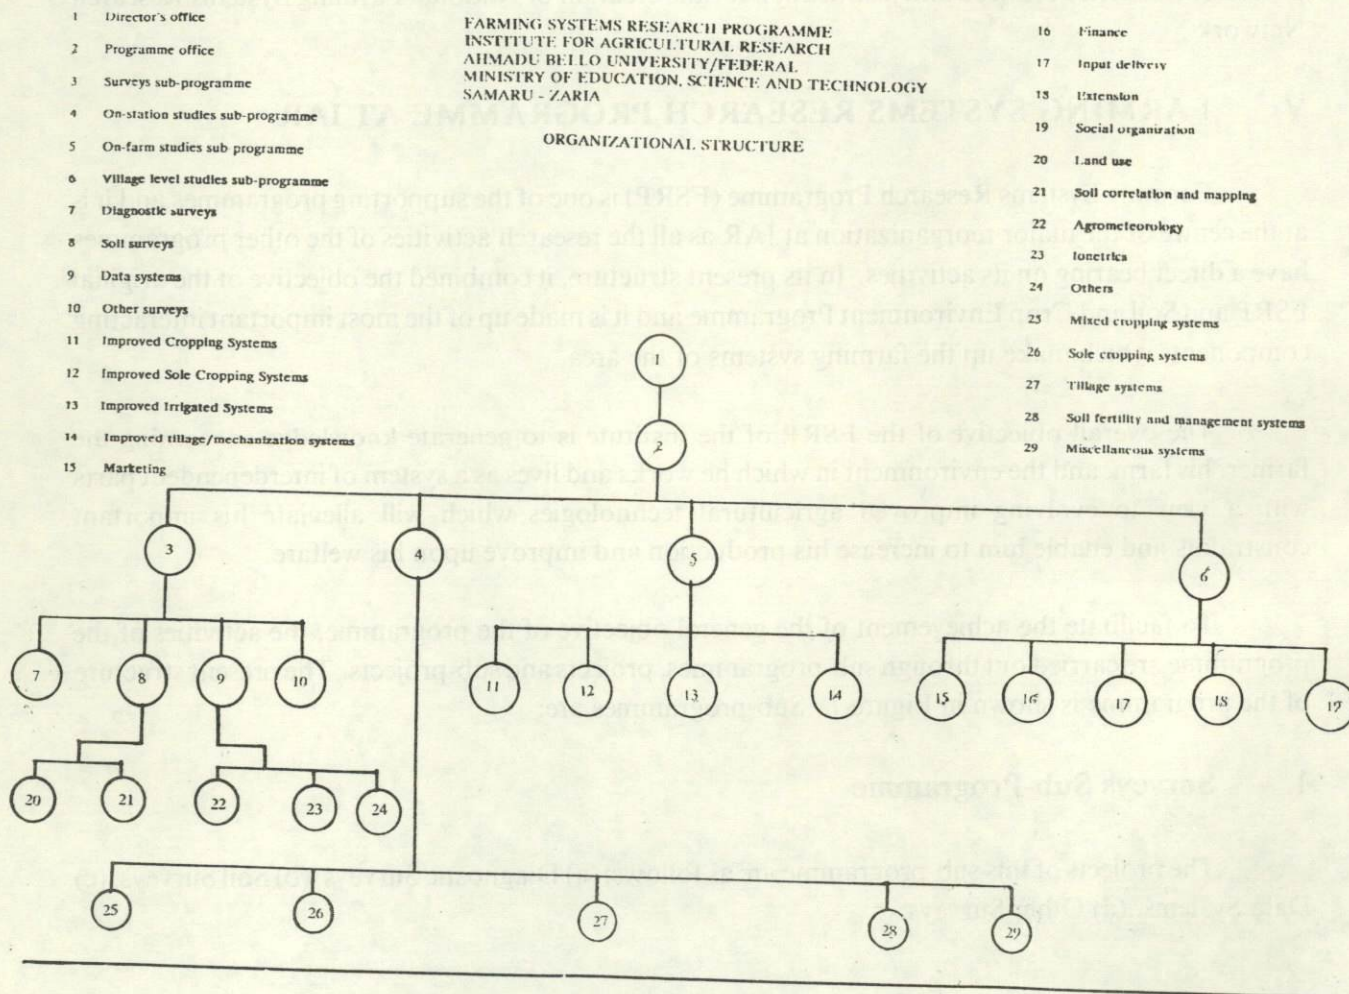 1 Director's office
2 Programme office
3 Surveys sub-programme
4 On-station studies sub-programme
5 On-farm studies sub programme
6 Village level studies sub-programme
7 Diagnostic surveys
8 Soil surveys
9 Data systems
10 Other surveys
11 Improved Cropping Systems
12 Improved Sole Cropping Systems
13 Improved Irrigated Systems
14 Improved tillage/mechanization systems
15 Marketing
FARMING SYSTEMS RESEARCH PROGRAMME
INSTITUTE FOR AGRICULTURAL RESEARCH
AHMADU BELLO UNIVERSITY/FEDERAL
MINISTRY OF EDUCATION, SCIENCE AND TECHNOLOGY
SAMARU - ZARIA
ORGANIZATIONAL STRUCTURE
16 Finance
17 Input delivery
18 Extension
19 Social organization
20 Land use
21 Soil correlation and mapping
22 Agrometeorology
23 Ionetrics
24 Others
25 Mixed cropping systems
26 Sole cropping systems
27 Tillage systems
28 Soil fertility and management systems
29 Miscellaneous systems
1
2
3 4 5 6
7 8 9 10 11 12 13 14 15 16 17 18 19
20 21 22 23 24
25 26 27 28 29